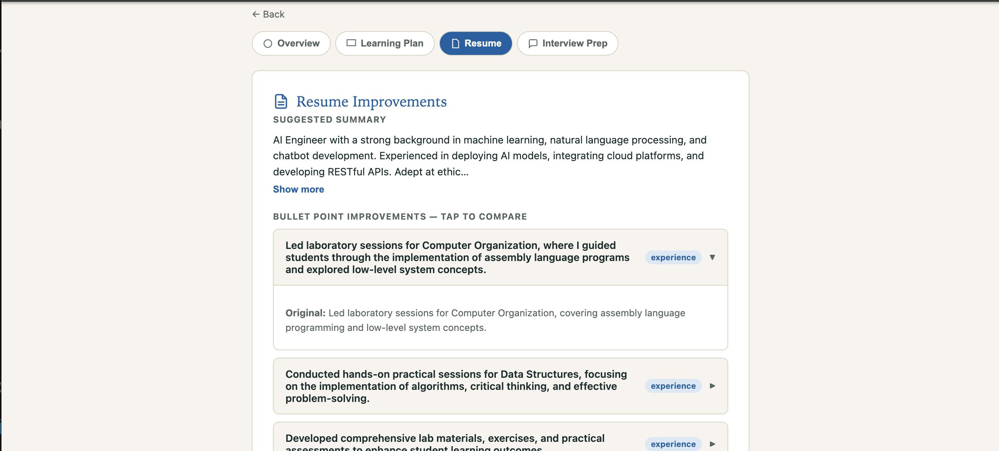 ← Back
Overview
Learning Plan
Resume
Interview Prep
Resume Improvements
SUGGESTED SUMMARY
AI Engineer with a strong background in machine learning, natural language processing, and
chatbot development. Experienced in deploying AI models, integrating cloud platforms, and
developing RESTful APIs. Adept at ethic...
Show more
BULLET POINT IMPROVEMENTS — TAP TO COMPARE
Led laboratory sessions for Computer Organization, where I guided
students through the implementation of assembly language programs
and explored low-level system concepts.
experience
Original: Led laboratory sessions for Computer Organization, covering assembly language
programming and low-level system concepts.
Conducted hands-on practical sessions for Data Structures, focusing
on the implementation of algorithms, critical thinking, and effective
problem-solving.
experience
Developed comprehensive lab materials, exercises, and practical
assessments to enhance student learning outcomes.
experience